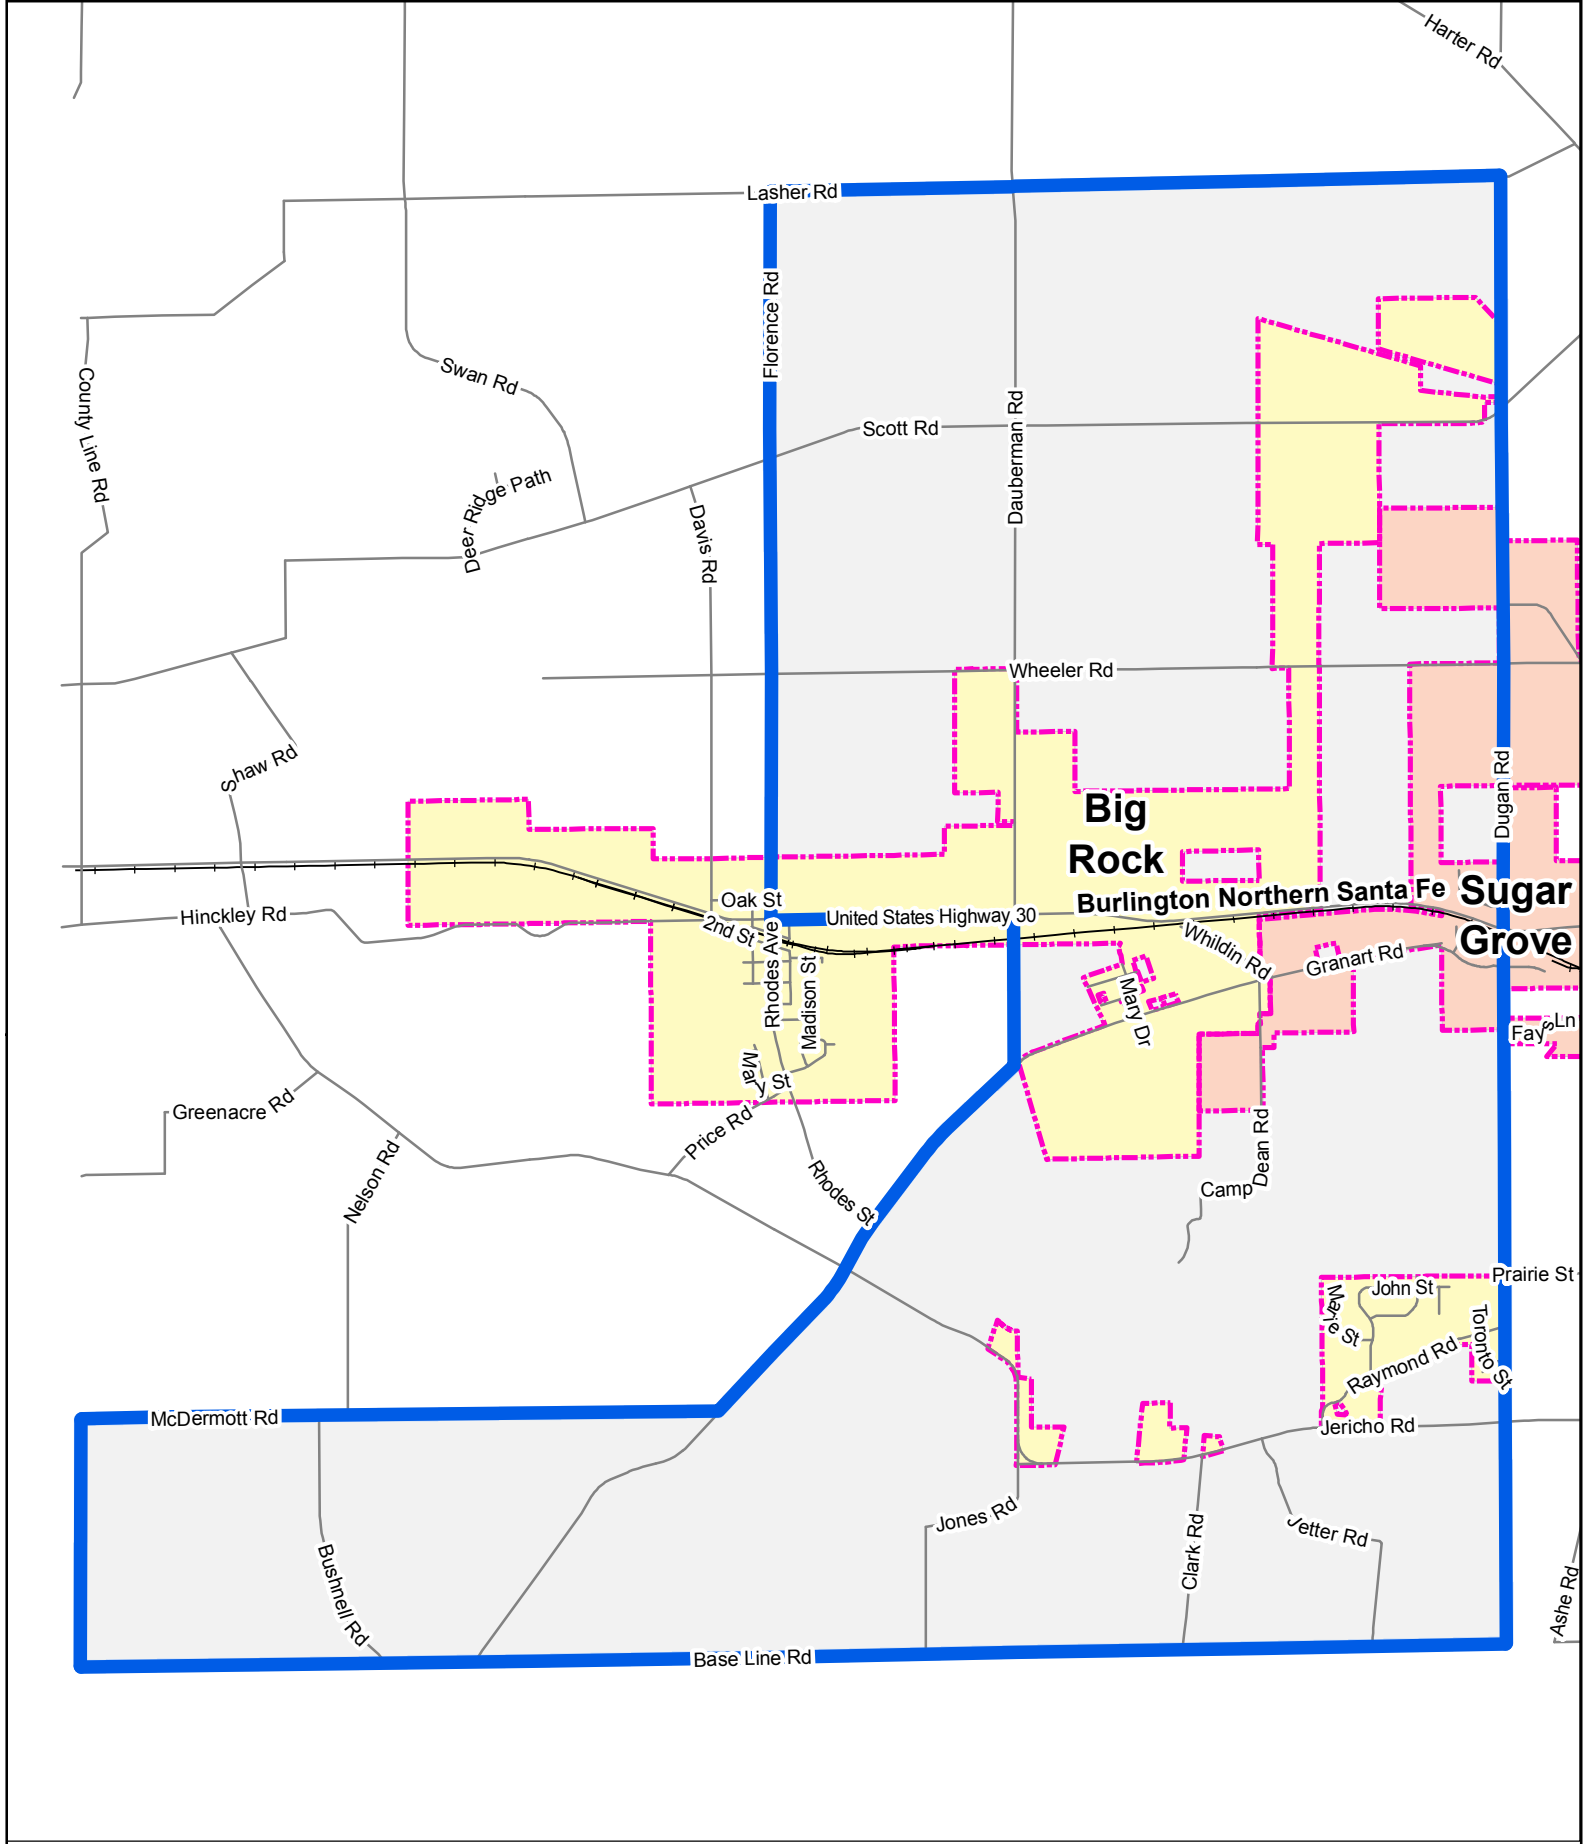 Harter Rd
Lasher Rd
Florence Rd
Swan Rd
County Line Rd
Dauberman Rd
Scott Rd
Deer Ridge Path
Davis Rd
Wheeler Rd
Shaw Rd
Dugan Rd
Big
Rock
Burlington Northern Santa Fe
Sugar
Grove
Oak St
United States Highway 30
Hinckley Rd
2nd St
Whildin Rd
Granart Rd
Rhodes Ave
Madison St
Mary Dr
Fays Ln
Mary St
Greenacre Rd
Price Rd
Dean Rd
Nelson Rd
Rhodes St
Camp
Prairie St
John St
Marie St
Toronto St
Raymond Rd
McDermott Rd
Jericho Rd
Jones Rd
Clark Rd
Jetter Rd
Bushnell Rd
Ashe Rd
Base Line Rd